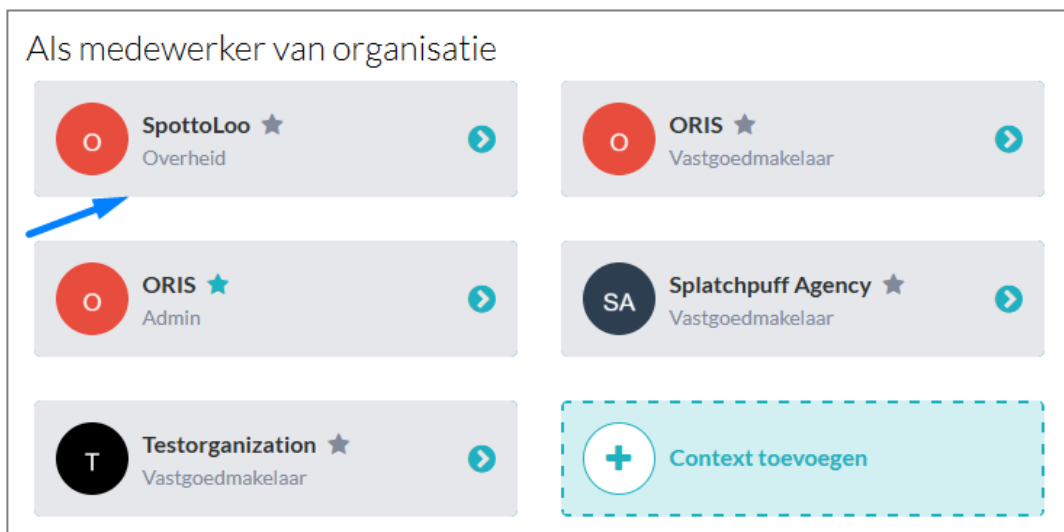 Als medewerker van organisatie
O
SpottoLoo
Overheid
O
ORIS
Vastgoedmakelaar
O
ORIS
Admin
SA
Splatchpuff Agency
Vastgoedmakelaar
T
Testorganization
Vastgoedmakelaar
Context toevoegen